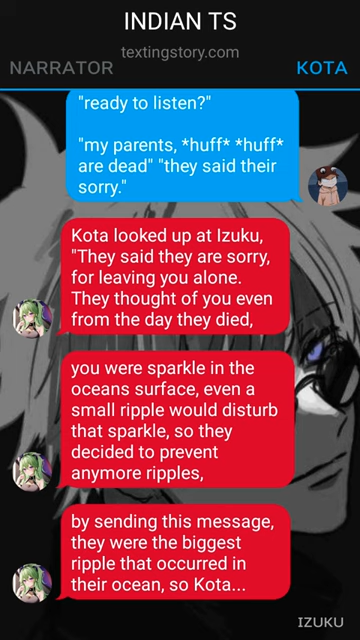 INDIAN TS
textingstory.com
NARRATOR
KOTA
"ready to listen?"
"my parents, *huff* *huff*
are dead" "they said their
sorry."
Kota looked up at Izuku,
"They said they are sorry,
for leaving you alone.
They thought of you even
from the day they died,
you were sparkle in the
oceans surface, even a
small ripple would disturb
that sparkle, so they
decided to prevent
anymore ripples,
by sending this message,
they were the biggest
ripple that occurred in
their ocean, so Kota...
IZUKU